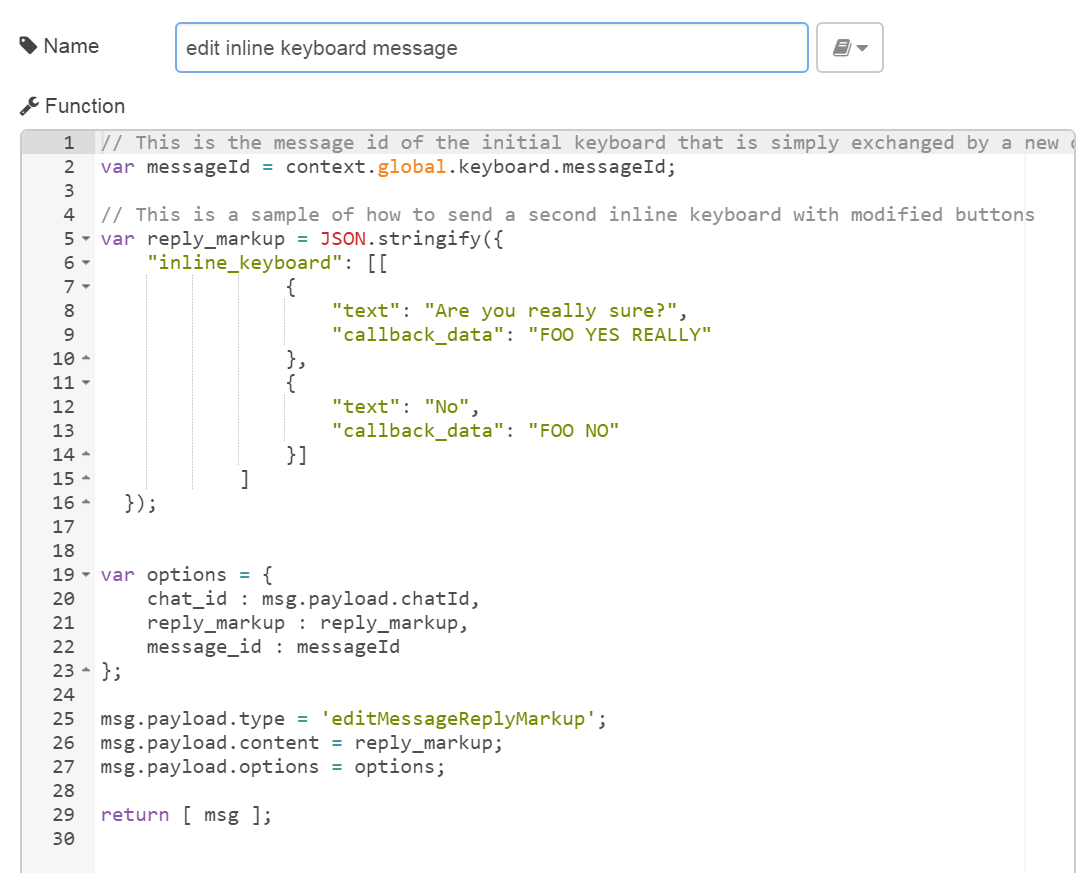 Name
edit inline keyboard message
Function
1 // This is the message id of the initial keyboard that is simply exchanged by a new
2 var messageId = context.global.keyboard.messageId;
3
4 // This is a sample of how to send a second inline keyboard with modified buttons
5 var reply_markup = JSON.stringify({
6 "inline_keyboard": [[
7 {
8 "text": "Are you really sure?",
9 "callback_data": "FOO YES REALLY"
10 },
11 {
12 "text": "No",
13 "callback_data": "FOO NO"
14 }]
15 ]
16 });
17
18
19 var options = {
20 chat_id : msg.payload.chatId,
21 reply_markup : reply_markup,
22 message_id : messageId
23 };
24
25 msg.payload.type = 'editMessageReplyMarkup';
26 msg.payload.content = reply_markup;
27 msg.payload.options = options;
28
29 return [ msg ];
30